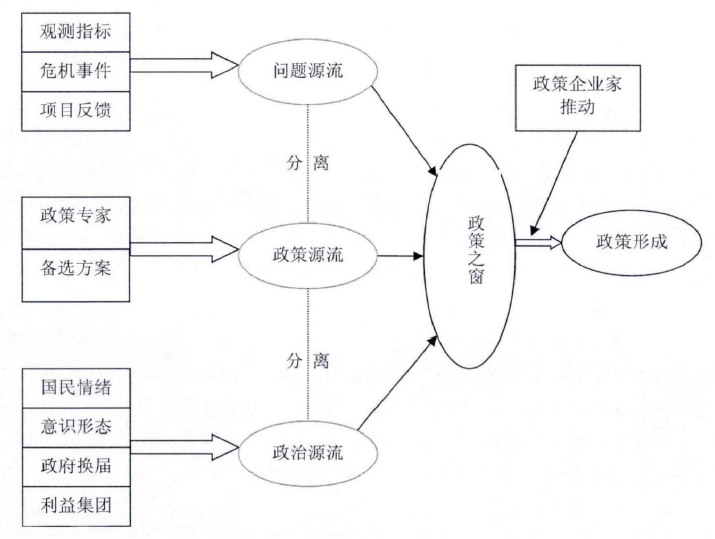 观测指标
危机事件
项目反馈
问题源流
分离
政策专家
备选方案
政策源流
分离
国民情绪
意识形态
政府换届
利益集团
政治源流
政策之窗
政策企业家
推动
政策形成